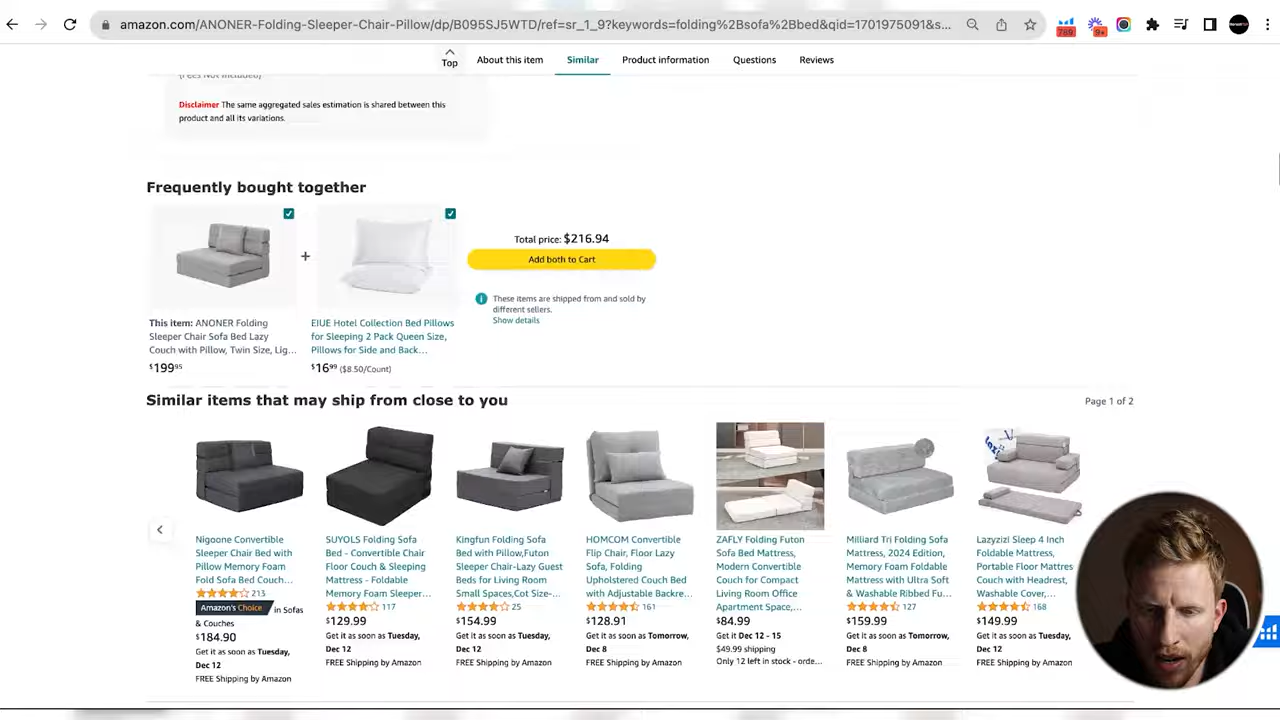 amazon.com/ANONER-Folding-Sleeper-Chair-Pillow/dp/B095SJ5WTD/ref=sr_1_9?keywords=folding%2Bsofa%2Bbed&qid=1701975091&s...
789
9+
Top
About this item
Similar
Product information
Questions
Reviews
(Fees Not Included)
Disclaimer The same aggregated sales estimation is shared between this
product and all its variations.
Frequently bought together
+
Total price: $216.94
Add both to Cart
These items are shipped from and sold by
different sellers.
Show details
This item: ANONER Folding
Sleeper Chair Sofa Bed Lazy
Couch with Pillow, Twin Size, Lig...
$19995
EIUE Hotel Collection Bed Pillows
for Sleeping 2 Pack Queen Size,
Pillows for Side and Back...
$1699 ($8.50/Count)
Similar items that may ship from close to you
Page 1 of 2
Nigoone Convertible
Sleeper Chair Bed with
Pillow Memory Foam
Fold Sofa Bed Couch...
213
Amazon's Choice in Sofas
& Couches
$184.90
Get it as soon as Tuesday,
Dec 12
FREE Shipping by Amazon
SUYOLS Folding Sofa
Bed - Convertible Chair
Floor Couch & Sleeping
Mattress - Foldable
Memory Foam Sleeper...
117
$129.99
Get it as soon as Tuesday,
Dec 12
FREE Shipping by Amazon
Kingfun Folding Sofa
Bed with Pillow,Futon
Sleeper Chair-Lazy Guest
Beds for Living Room
Small Spaces,Cot Size-...
25
$154.99
Get it as soon as Tuesday,
Dec 12
FREE Shipping by Amazon
HOMCOM Convertible
Flip Chair, Floor Lazy
Sofa, Folding
Upholstered Couch Bed
with Adjustable Backre...
161
$128.91
Get it as soon as Tomorrow,
Dec 8
FREE Shipping by Amazon
ZAFLY Folding Futon
Sofa Bed Mattress,
Modern Convertible
Couch for Compact
Living Room Office
Apartment Space,...
$84.99
Get it Dec 12 - 15
$49.99 shipping
Only 12 left in stock - orde...
Milliard Tri Folding Sofa
Mattress, 2024 Edition,
Memory Foam Foldable
Mattress with Ultra Soft
& Washable Ribbed Fu...
127
$159.99
Get it as soon as Tomorrow,
Dec 8
FREE Shipping by Amazon
Lazyzizi Sleep 4 Inch
Foldable Mattress,
Portable Floor Mattres
Couch with Headrest,
Washable Cover,...
168
$149.99
Get it as soon as Tuesday,
Dec 12
FREE Shipping by Amazon